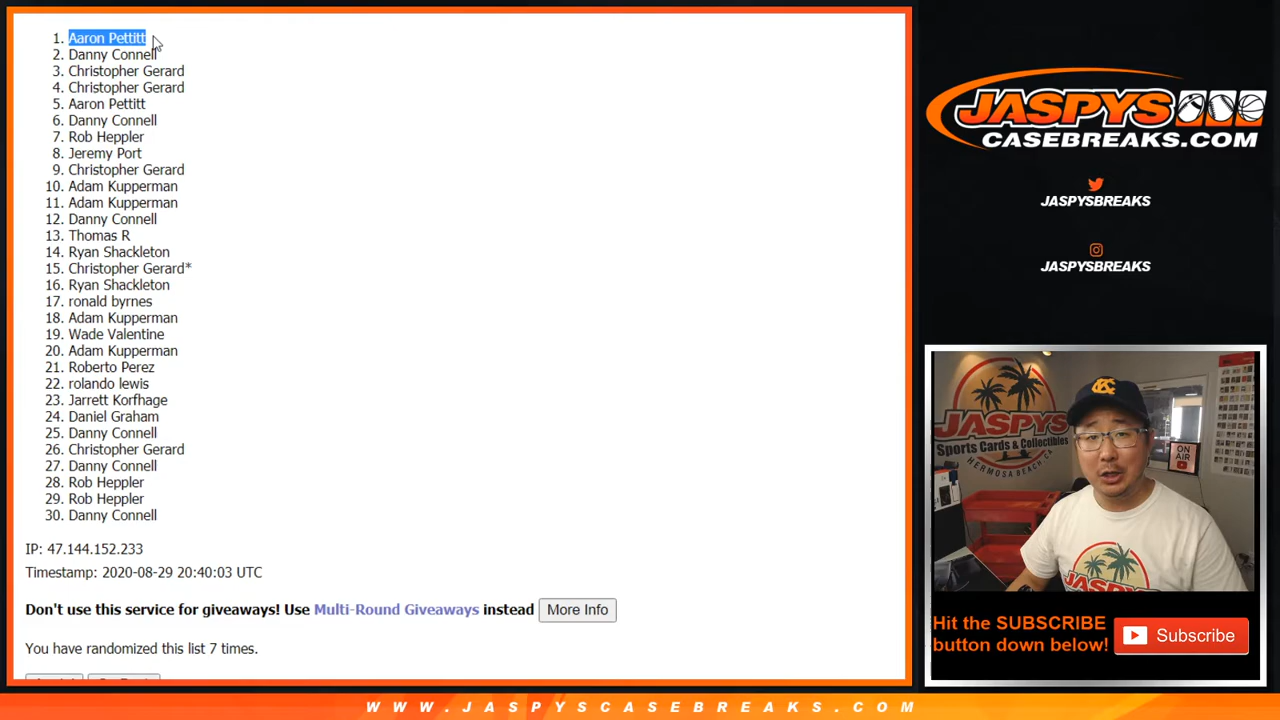 1. Aaron Pettitt
2. Danny Connell
3. Christopher Gerard
4. Christopher Gerard
5. Aaron Pettitt
6. Danny Connell
7. Rob Heppler
8. Jeremy Port
9. Christopher Gerard
10. Adam Kupperman
11. Adam Kupperman
12. Danny Connell
13. Thomas R
14. Ryan Shackleton
15. Christopher Gerard*
16. Ryan Shackleton
17. ronald byrnes
18. Adam Kupperman
19. Wade Valentine
20. Adam Kupperman
21. Roberto Perez
22. rolando lewis
23. Jarrett Korfhage
24. Daniel Graham
25. Danny Connell
26. Christopher Gerard
27. Danny Connell
28. Rob Heppler
29. Rob Heppler
30. Danny Connell
IP: 47.144.152.233
Timestamp: 2020-08-29 20:40:03 UTC
Don't use this service for giveaways! Use Multi-Round Giveaways instead More Info
You have randomized this list 7 times.
JASPYS
CASEBREAKS.COM
JASPYSBREAKS
JASPYSBREAKS
JASPYS
Sports Cards & Collectibles
HERMOSA BEACH CA
KC
ON
AIR
Hit the SUBSCRIBE
button down below!
Subscribe
WWW.JASPYSCASEBREAKS.COM